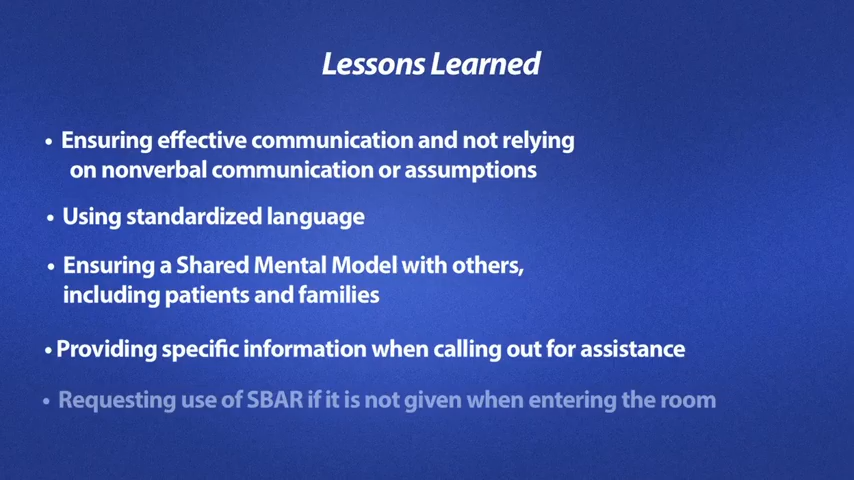 Lessons Learned
• Ensuring effective communication and not relying
on nonverbal communication or assumptions
• Using standardized language
• Ensuring a Shared Mental Model with others,
including patients and families
• Providing specific information when calling out for assistance
• Requesting use of SBAR if it is not given when entering the room